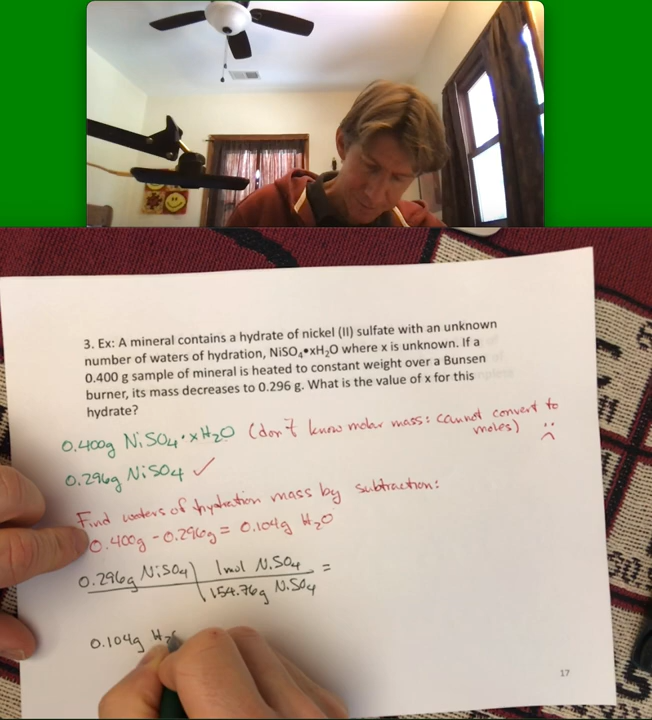 3. Ex: A mineral contains a hydrate of nickel (II) sulfate with an unknown
number of waters of hydration, NiSO₄•xH₂O where x is unknown. If a
0.400 g sample of mineral is heated to constant weight over a Bunsen
burner, its mass decreases to 0.296 g. What is the value of x for this
hydrate?
0.400g NiSO₄•xH₂O (don't know molar mass: cannot convert to
moles) :(
0.296g NiSO₄ ✓
Find waters of hydration mass by subtraction:
0.400g - 0.296g = 0.104g H₂O
0.296g NiSO₄) 1mol NiSO₄ =
154.76g NiSO₄
0.104g H₂
17